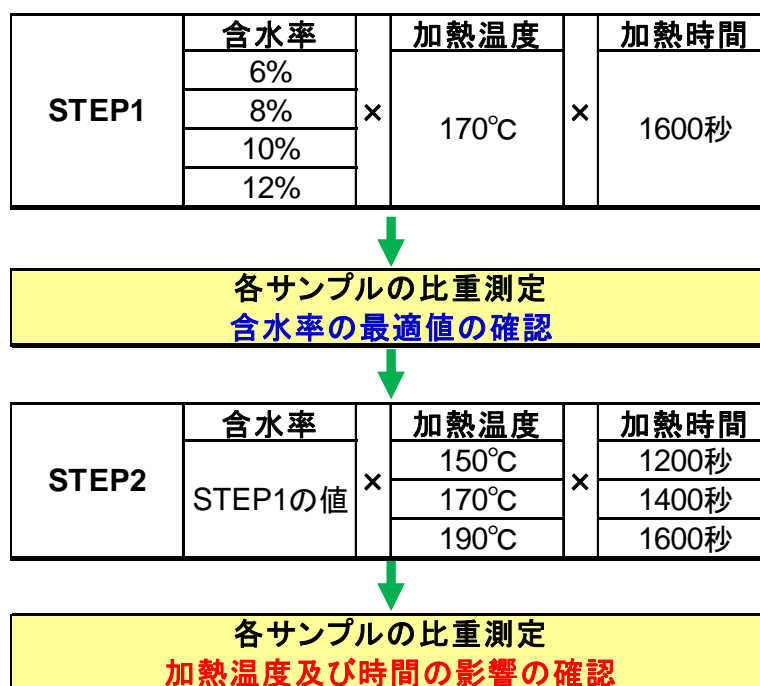 含水率 加熱温度 加熱時間
6%
8%
10%
12%
STEP1 × 170℃ × 1600秒
各サンプルの比重測定
含水率の最適値の確認
含水率 加熱温度 加熱時間
STEP2 STEP1の値 × ×
150℃ 1200秒
170℃ 1400秒
190℃ 1600秒
各サンプルの比重測定
加熱温度及び時間の影響の確認